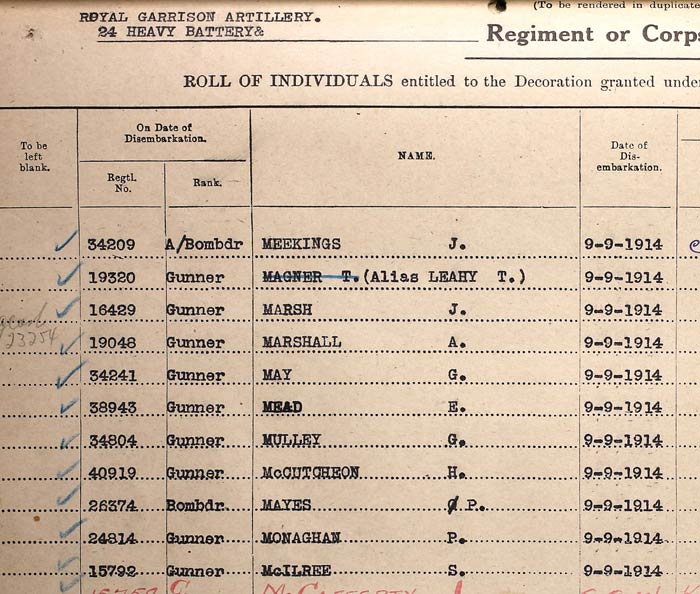 (To be rendered in duplicate
ROYAL GARRISON ARTILLERY.
24 HEAVY BATTERY&
Regiment or Corps
ROLL OF INDIVIDUALS entitled to the Decoration granted unde
To be left blank.
On Date of Disembarkation.
Regtl. No.
Rank.
NAME.
Date of Dis-embarkation.
34209 A/Bombdr MEEKINGS J. 9-9-1914
19320 Gunner MAGNER T. (Alias LEAHY T.) 9-9-1914
16429 Gunner MARSH J. 9-9-1914
23254
19048 Gunner MARSHALL A. 9-9-1914
34241 Gunner MAY G. 9-9-1914
38943 Gunner MEAD E. 9-9-1914
34804 Gunner MULLEY G. 9-9-1914
40919 Gunner McCUTCHEON H. 9-9-1914
26374 Bombdr. MAYES P. 9-9-1914
24814 Gunner MONAGHAN P. 9-9-1914
15792 Gunner McILREE S. 9-9-1914